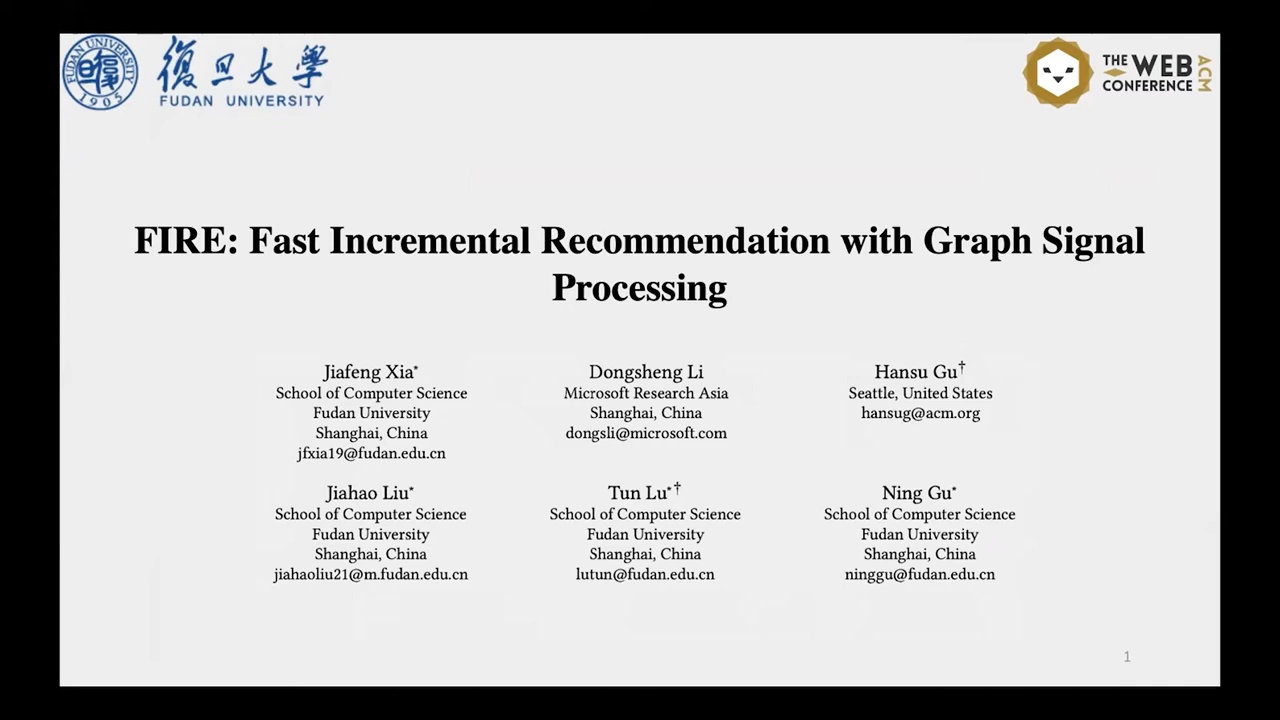 FUDAN UNIVERSITY
1905
復旦大學
FUDAN UNIVERSITY
THE WEB CONFERENCE
ACM
FIRE: Fast Incremental Recommendation with Graph Signal
Processing
Jiafeng Xia*
School of Computer Science
Fudan University
Shanghai, China
jfxia19@fudan.edu.cn
Dongsheng Li
Microsoft Research Asia
Shanghai, China
dongsli@microsoft.com
Hansu Gu†
Seattle, United States
hansug@acm.org
Jiahao Liu*
School of Computer Science
Fudan University
Shanghai, China
jiahaoliu21@m.fudan.edu.cn
Tun Lu*†
School of Computer Science
Fudan University
Shanghai, China
lutun@fudan.edu.cn
Ning Gu*
School of Computer Science
Fudan University
Shanghai, China
ninggu@fudan.edu.cn
1